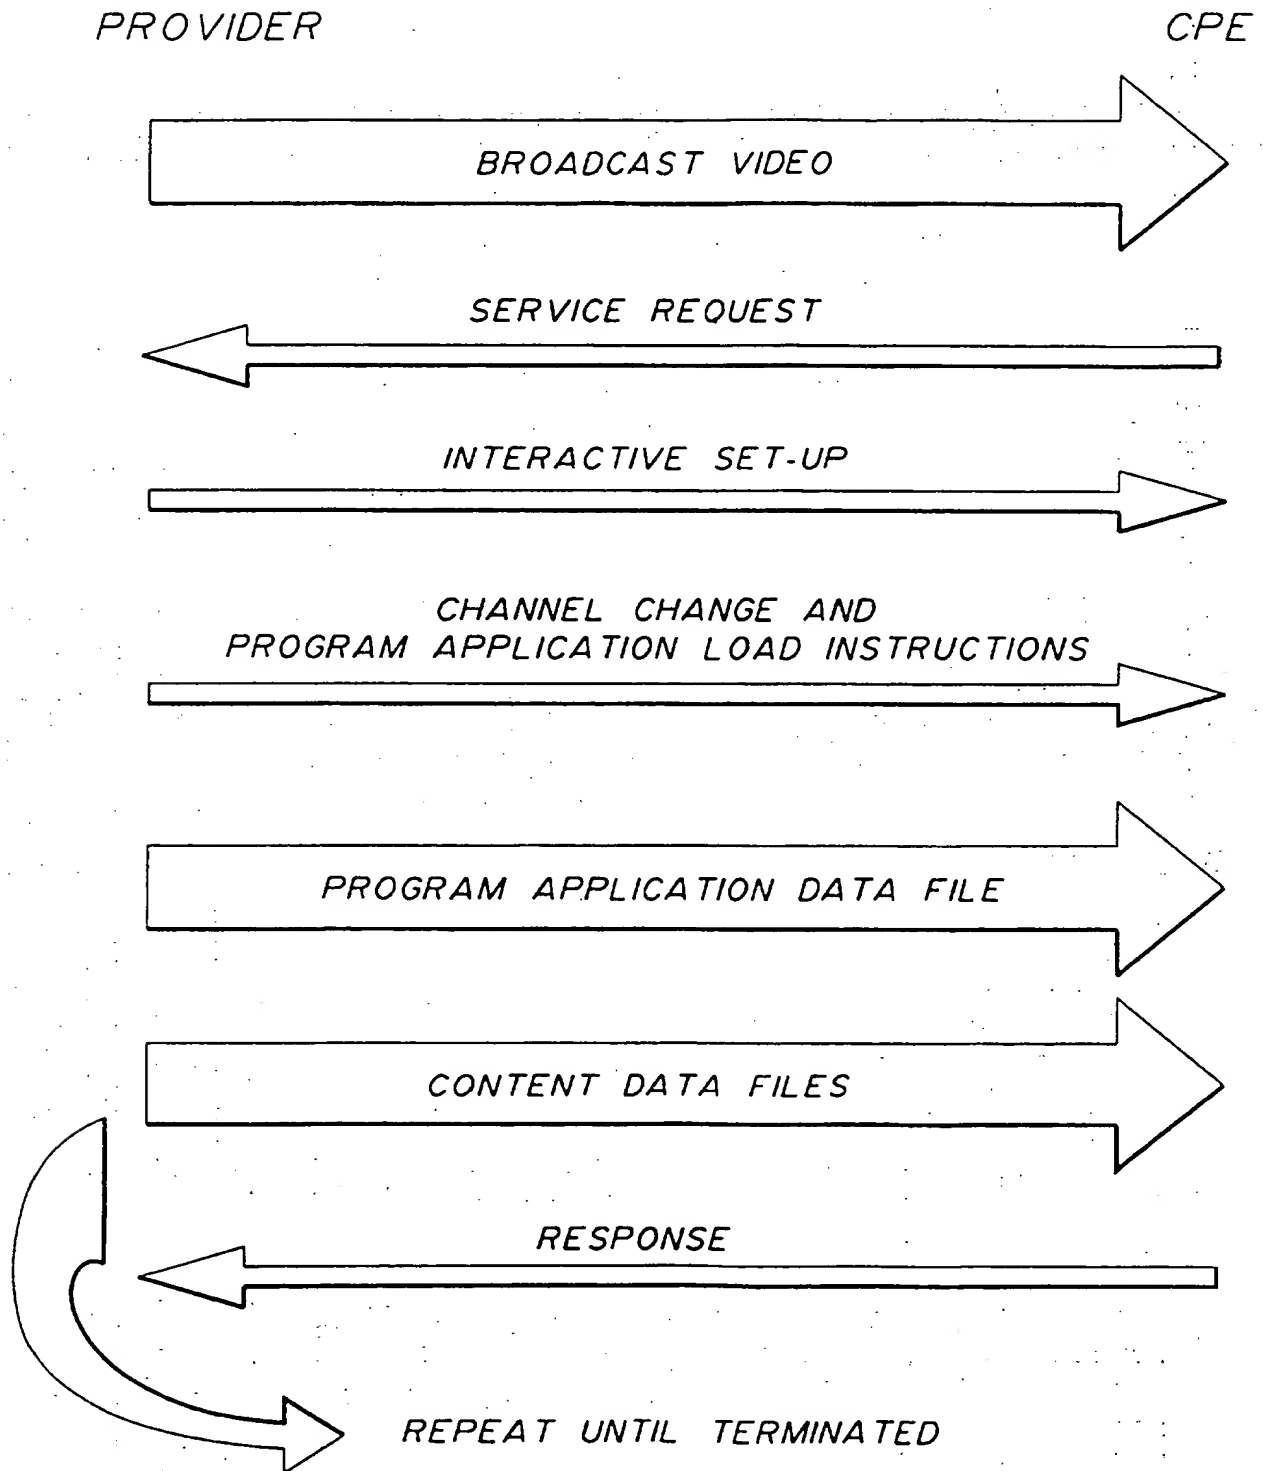 PROVIDER CPE
BROADCAST VIDEO
SERVICE REQUEST
INTERACTIVE SET-UP
CHANNEL CHANGE AND
PROGRAM APPLICATION LOAD INSTRUCTIONS
PROGRAM APPLICATION DATA FILE
CONTENT DATA FILES
RESPONSE
REPEAT UNTIL TERMINATED